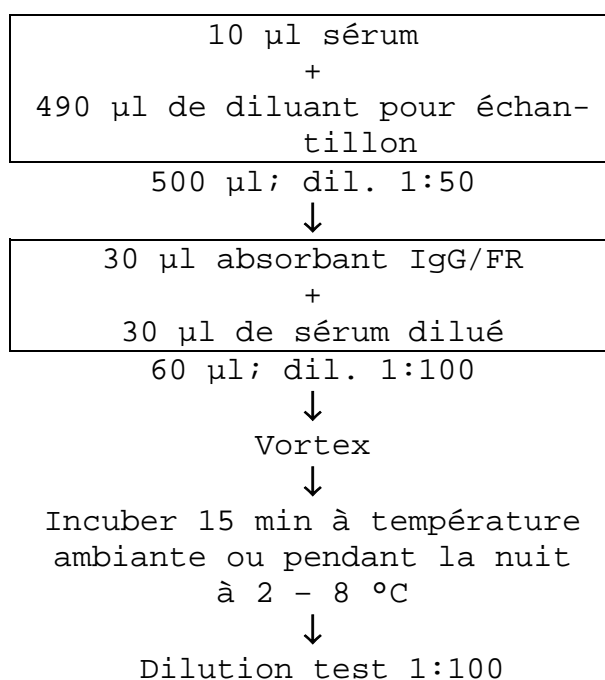 10 µl sérum
+
490 µl de diluant pour échan-
tillon
500 µl; dil. 1:50
↓
30 µl absorbant IgG/FR
+
30 µl de sérum dilué
60 µl; dil. 1:100
↓
Vortex
↓
Incuber 15 min à température
ambiante ou pendant la nuit
à 2 – 8 °C
↓
Dilution test 1:100